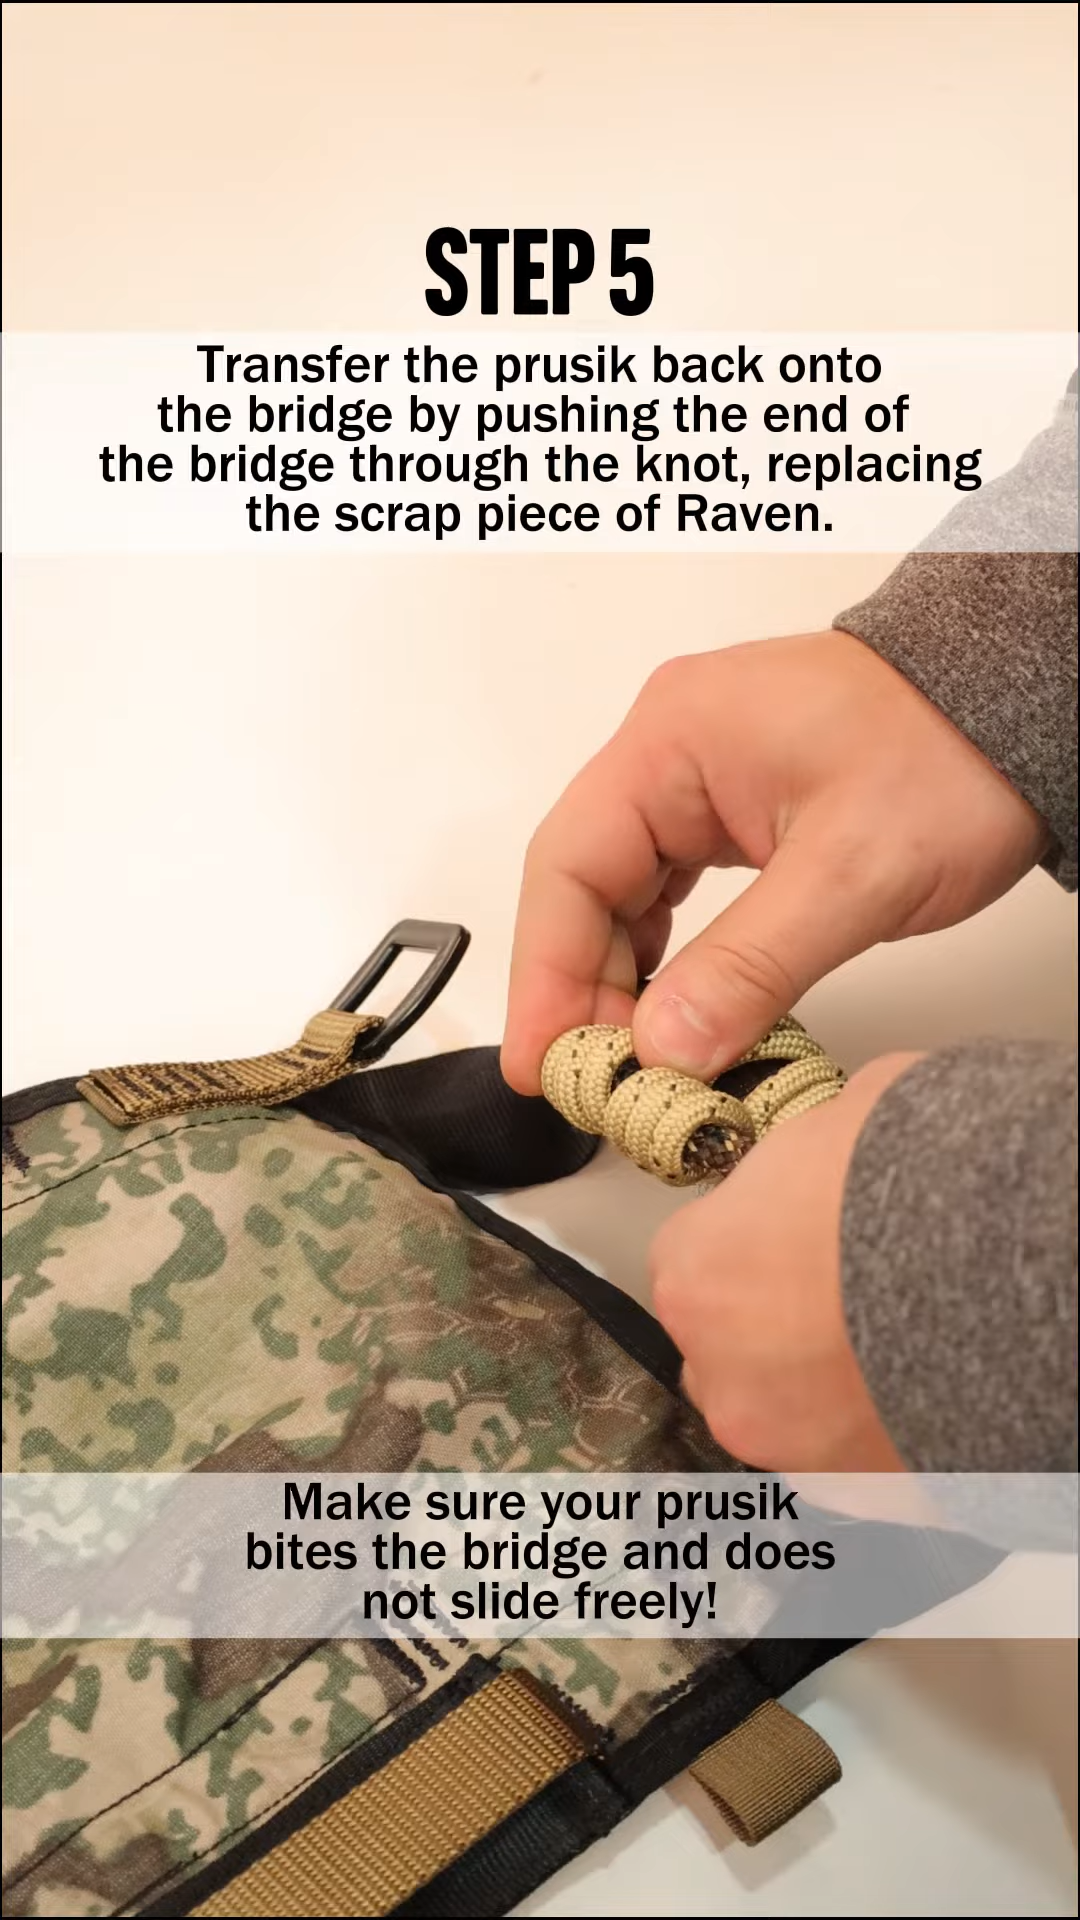 STEP 5
Transfer the prusik back onto
the bridge by pushing the end of
the bridge through the knot, replacing
the scrap piece of Raven.
Make sure your prusik
bites the bridge and does
not slide freely!